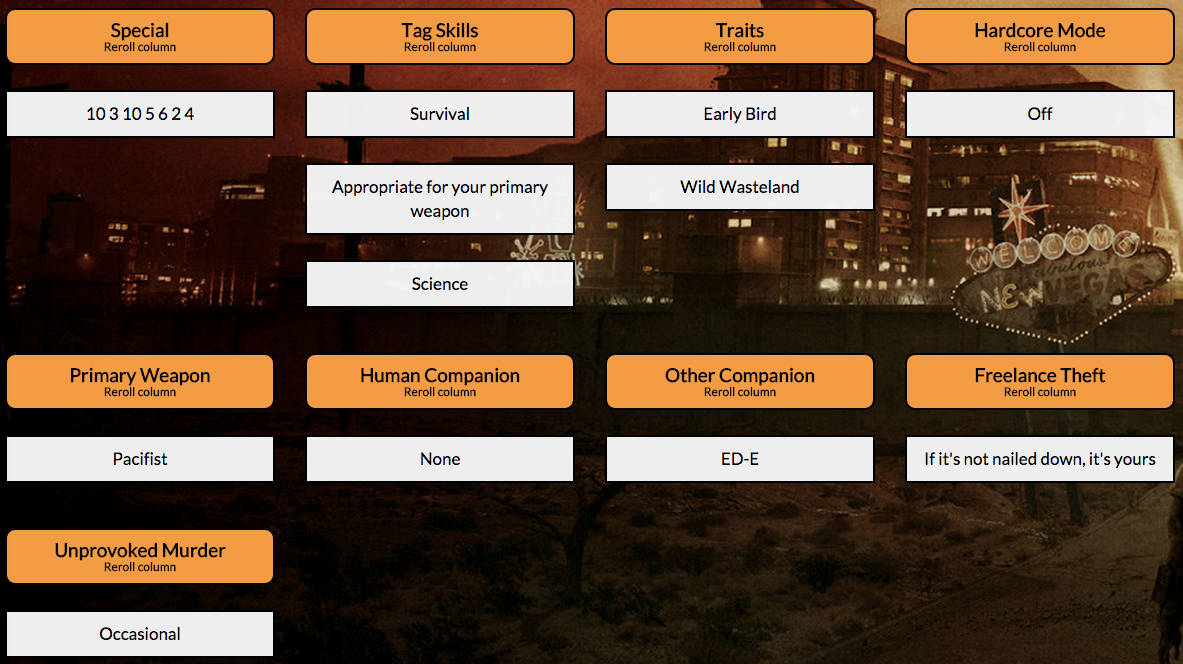 Special
Reroll column
Tag Skills
Reroll column
Traits
Reroll column
Hardcore Mode
Reroll column
10 3 10 5 6 2 4
Survival
Early Bird
Off
Appropriate for your primary
weapon
Wild Wasteland
Science
WELCOME
Fabulous
NEW VEGAS
Primary Weapon
Reroll column
Human Companion
Reroll column
Other Companion
Reroll column
Freelance Theft
Reroll column
Pacifist
None
ED-E
If it's not nailed down, it's yours
Unprovoked Murder
Reroll column
Occasional